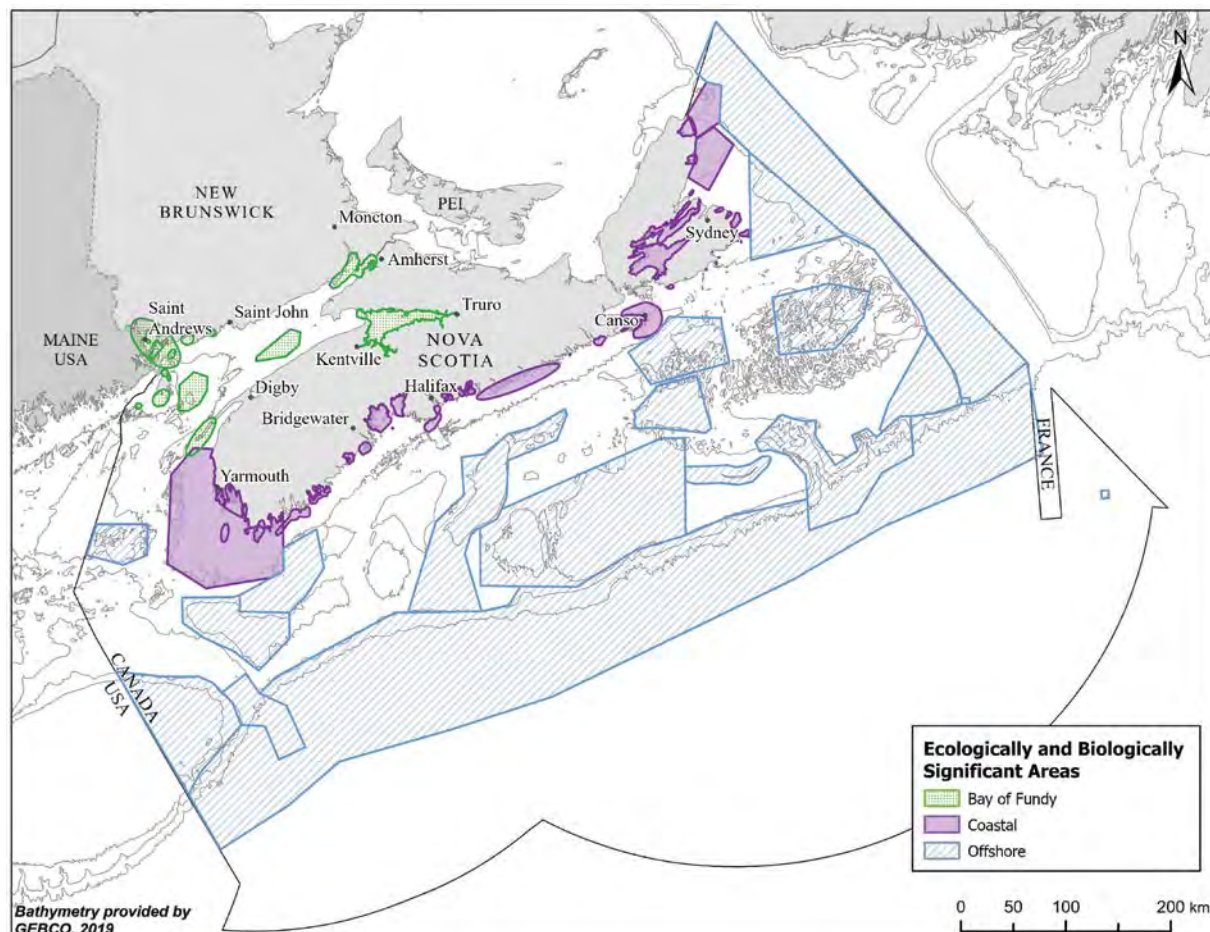 N
NEW
BRUNSWICK
Moncton
PEI
Sydney
Amherst
Saint
Andrews
Saint John
Truro
Canso
MAINE
USA
NOVA
SCOTIA
Kentville
Digby
Halifax
Bridgewater
Yarmouth
FRANCE
CANADA
USA
Ecologically and Biologically
Significant Areas
Bay of Fundy
Coastal
Offshore
Bathymetry provided by
GEBCO, 2019
0 50 100 200 km